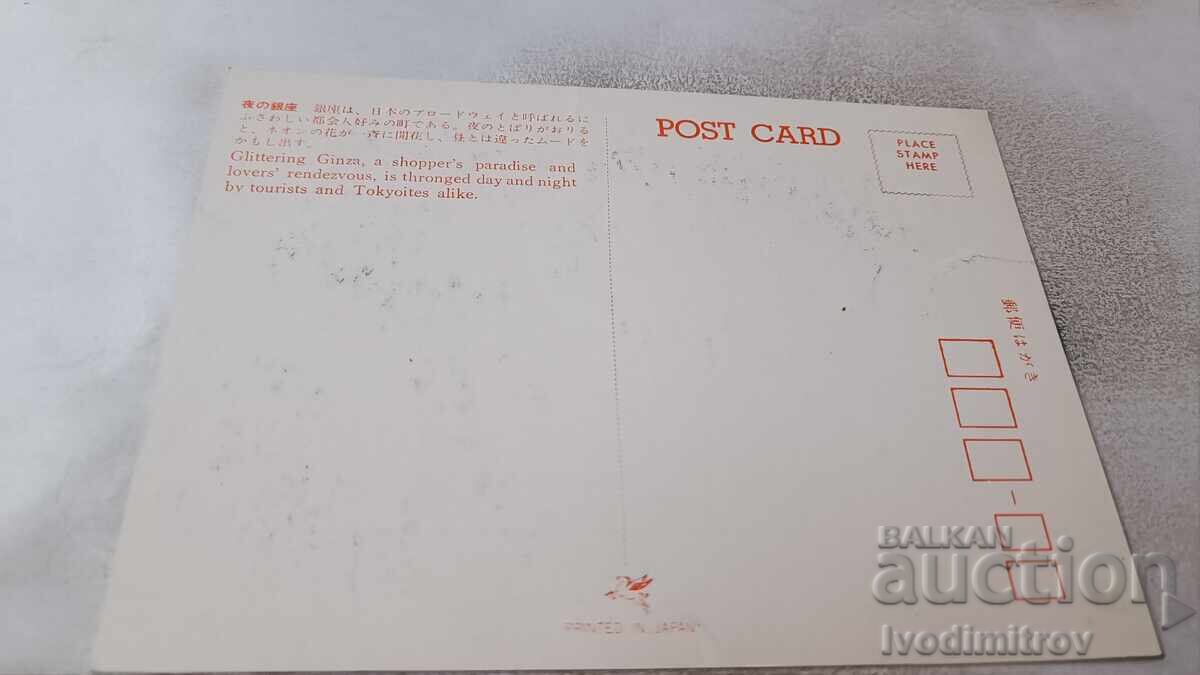 夜の銀座 銀座は、日本のブロードウェイと呼ばれるに
ふさわしい都会人好みの町である。夜のとばりがおりる
と、ネオンの花が一斉に開花し、昼とは違ったムードを
かもし出す。
Glittering Ginza, a shopper's paradise and
lovers' rendezvous, is thronged day and night
by tourists and Tokyoites alike.
POST CARD
PLACE
STAMP
HERE
郵便はがき
PRINTED IN JAPAN
BALKAN
auction
Ivodimitrov